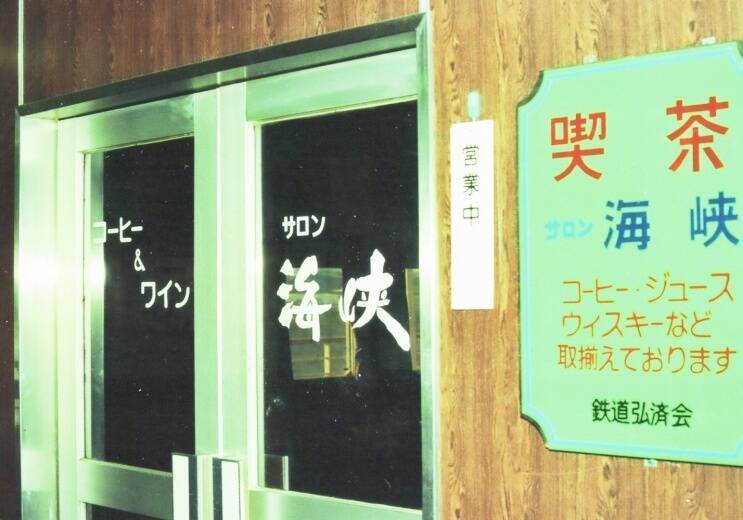 コーヒー
&
ワイン
サロン
海峡
営業中
喫茶
サロン 海峡
コーヒー・ジュース
ウィスキーなど
取揃えております
鉄道弘済会